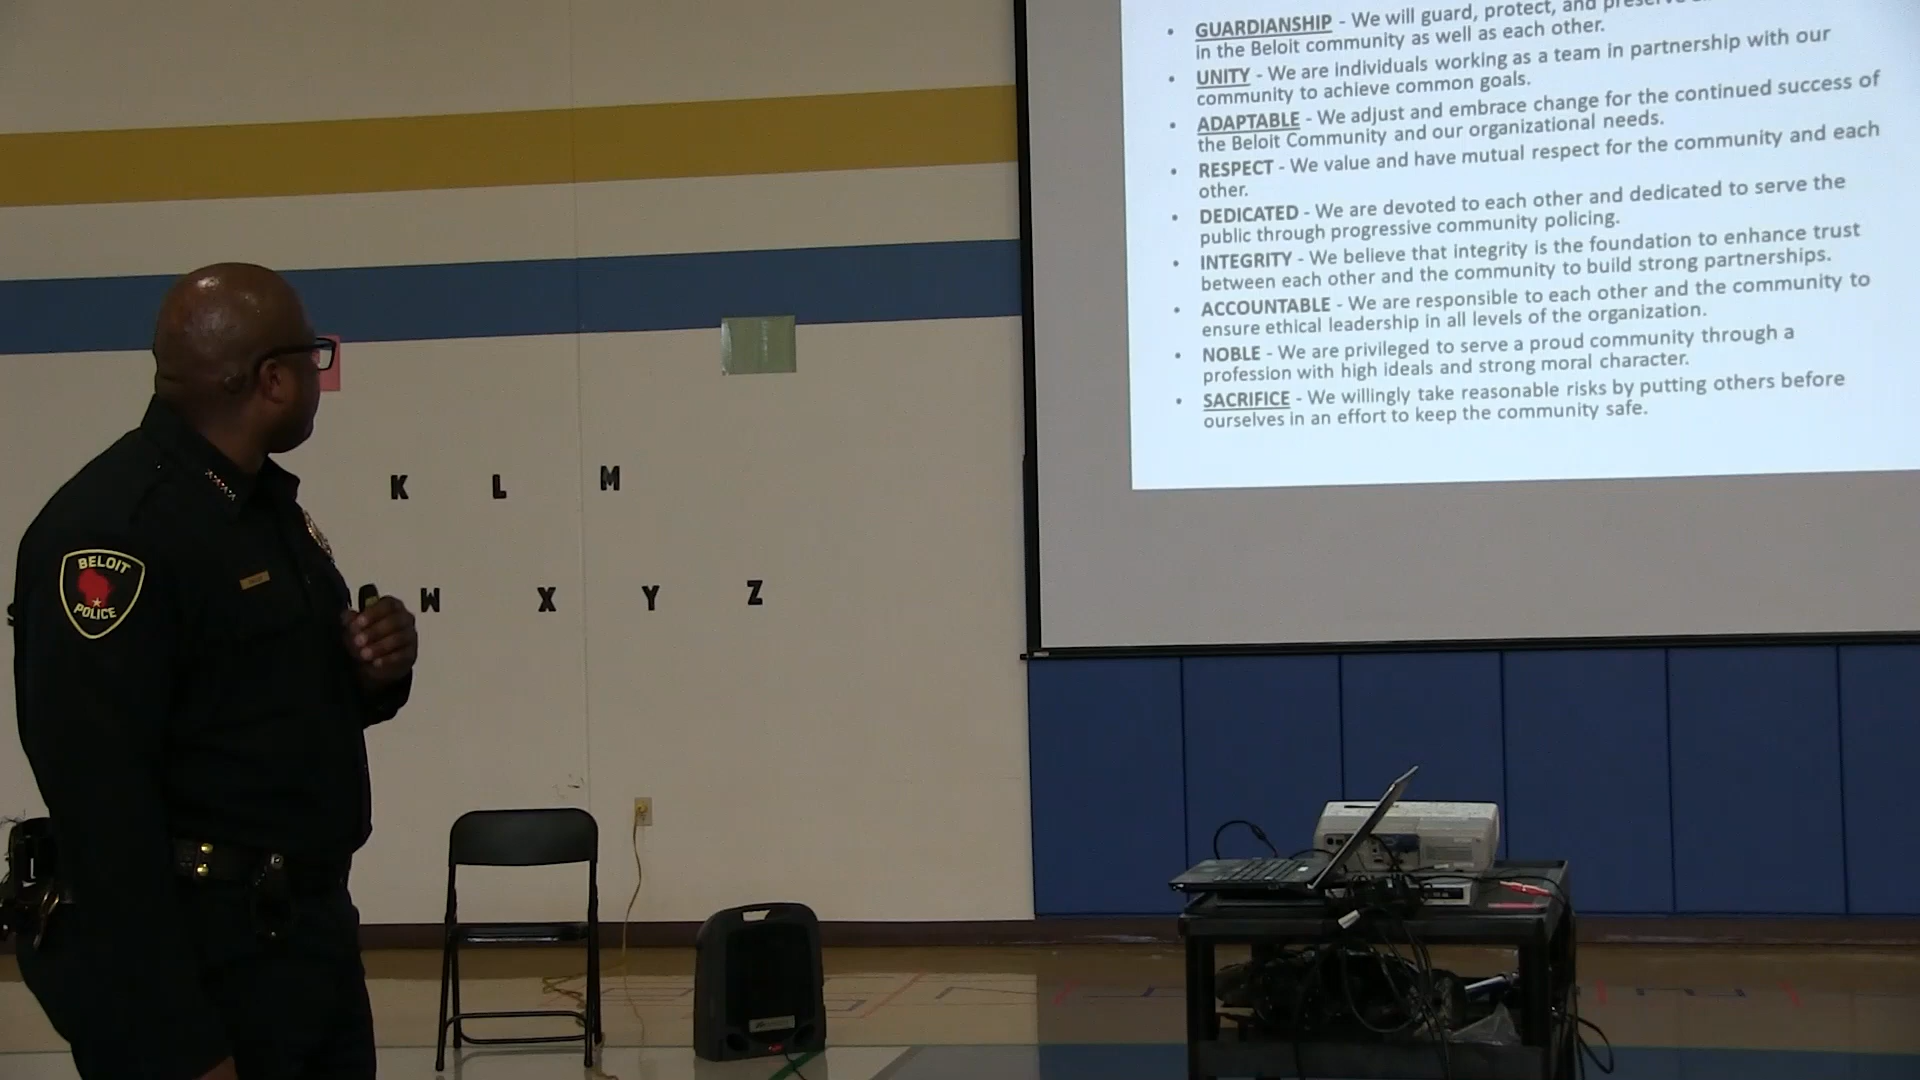 • GUARDIANSHIP - We will guard, protect, and preserve
in the Beloit community as well as each other.
• UNITY - We are individuals working as a team in partnership with our
community to achieve common goals.
• ADAPTABLE - We adjust and embrace change for the continued success of
the Beloit Community and our organizational needs.
• RESPECT - We value and have mutual respect for the community and each
other.
• DEDICATED - We are devoted to each other and dedicated to serve the
public through progressive community policing.
• INTEGRITY - We believe that integrity is the foundation to enhance trust
between each other and the community to build strong partnerships.
• ACCOUNTABLE - We are responsible to each other and the community to
ensure ethical leadership in all levels of the organization.
• NOBLE - We are privileged to serve a proud community through a
profession with high ideals and strong moral character.
• SACRIFICE - We willingly take reasonable risks by putting others before
ourselves in an effort to keep the community safe.
K L M
W X Y Z
BELOIT
POLICE